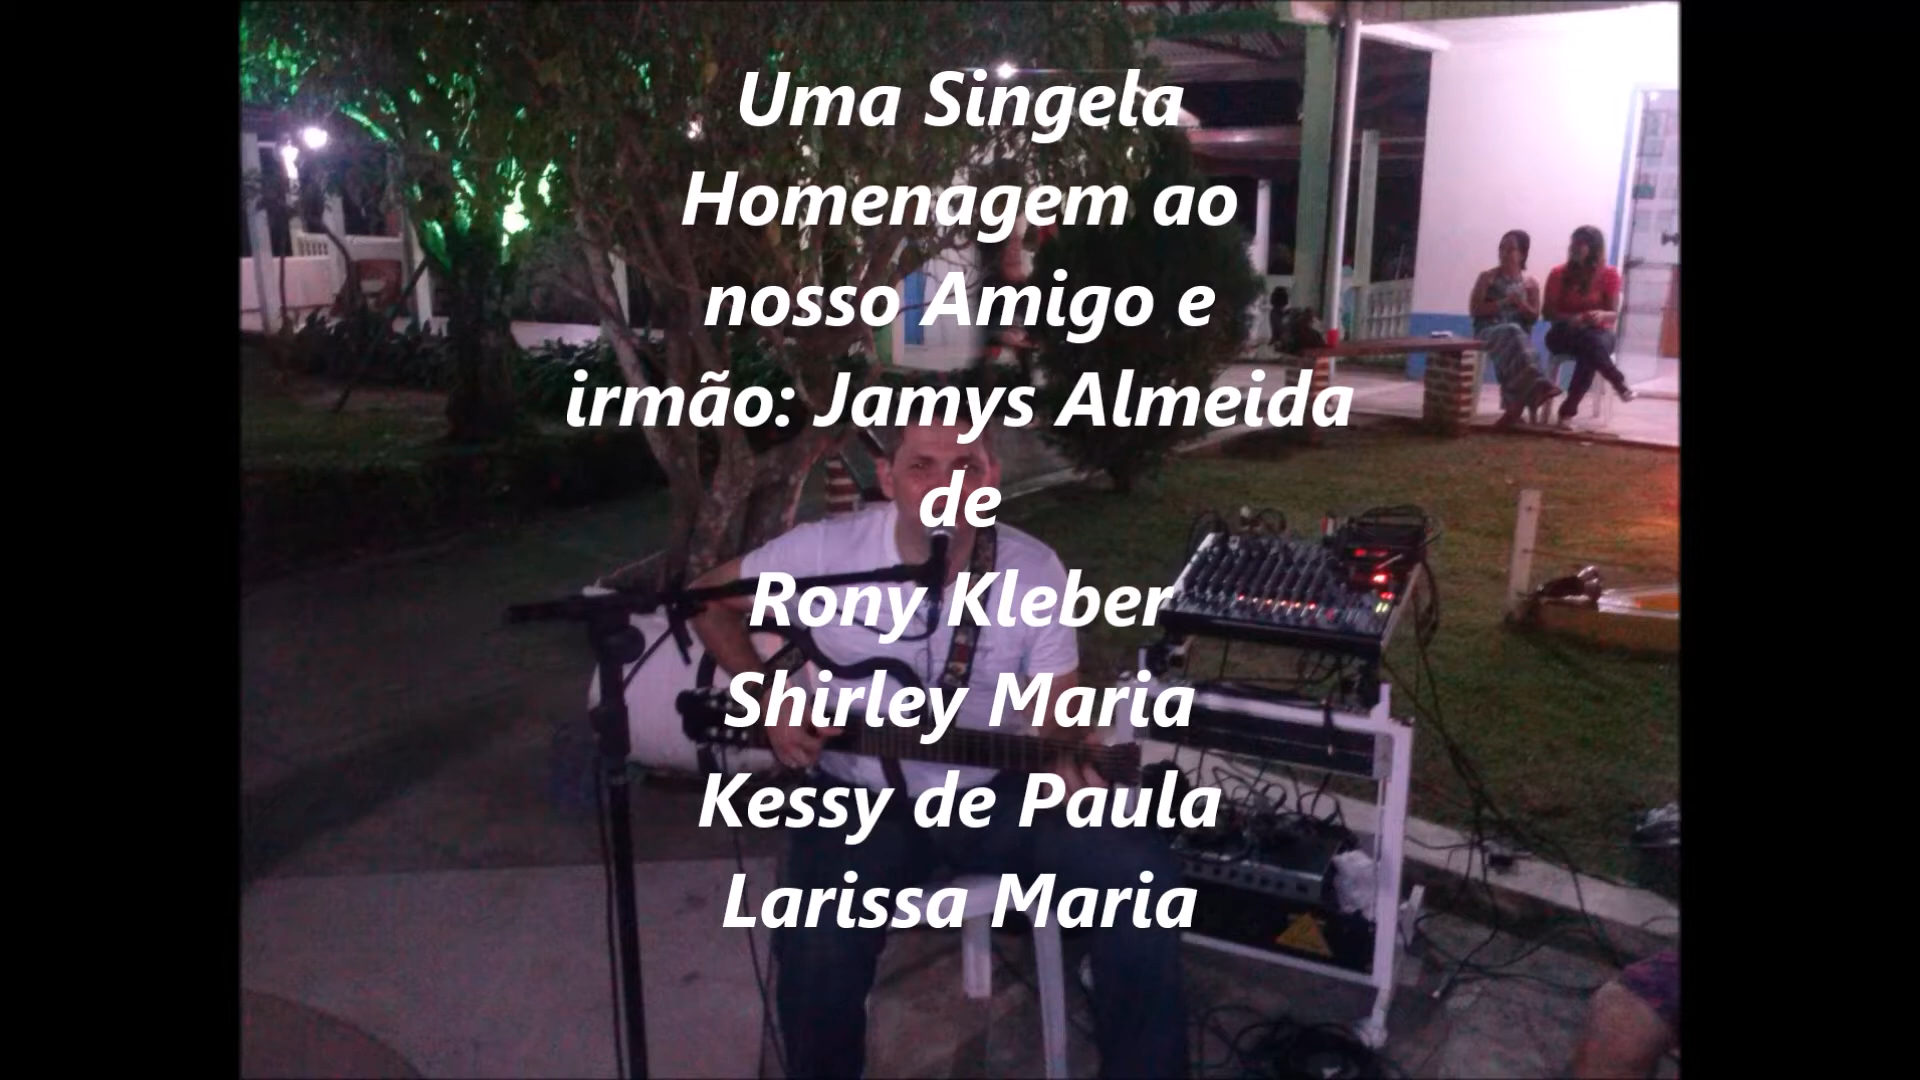 Uma Singela
Homenagem ao
nosso Amigo e
irmão: Jamys Almeida
de
Rony Kleber
Shirley Maria
Kessy de Paula
Larissa Maria